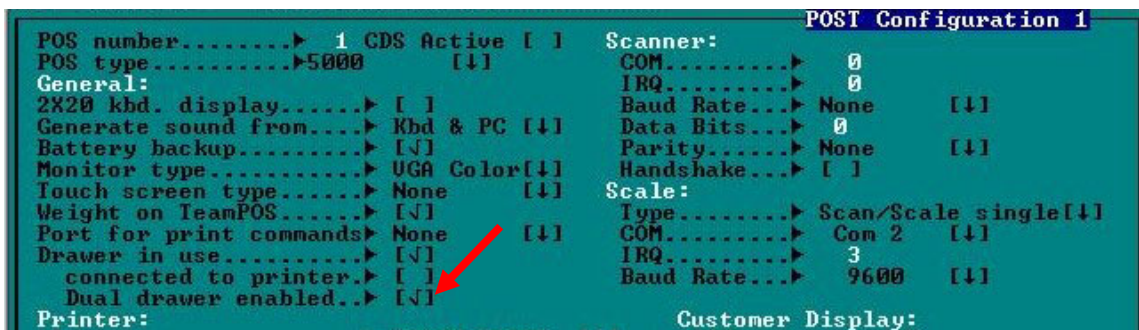 POST Configuration 1
POS number........► 1 CDS Active [ ]
POS type...........►5000 [↓]
General:
2X20 kbd. display.......► [ ]
Generate sound from....► Kbd & PC [↓]
Battery backup..........► [√]
Monitor type............► VGA Color[↓]
Touch screen type.......► None [↓]
Weight on TeamPOS.......► [√]
Port for print commands► None [↓]
Drawer in use...........► [√]
connected to printer.► [ ]
Dual drawer enabled..► [√]
Printer:
Scanner:
COM.........► 0
IRQ.........► 0
Baud Rate...► None [↓]
Data Bits...► 0
Parity......► None [↓]
Handshake...► [ ]
Scale:
Type........► Scan/Scale single[↓]
COM.........► Com 2 [↓]
IRQ.........► 3
Baud Rate...► 9600 [↓]
Customer Display: